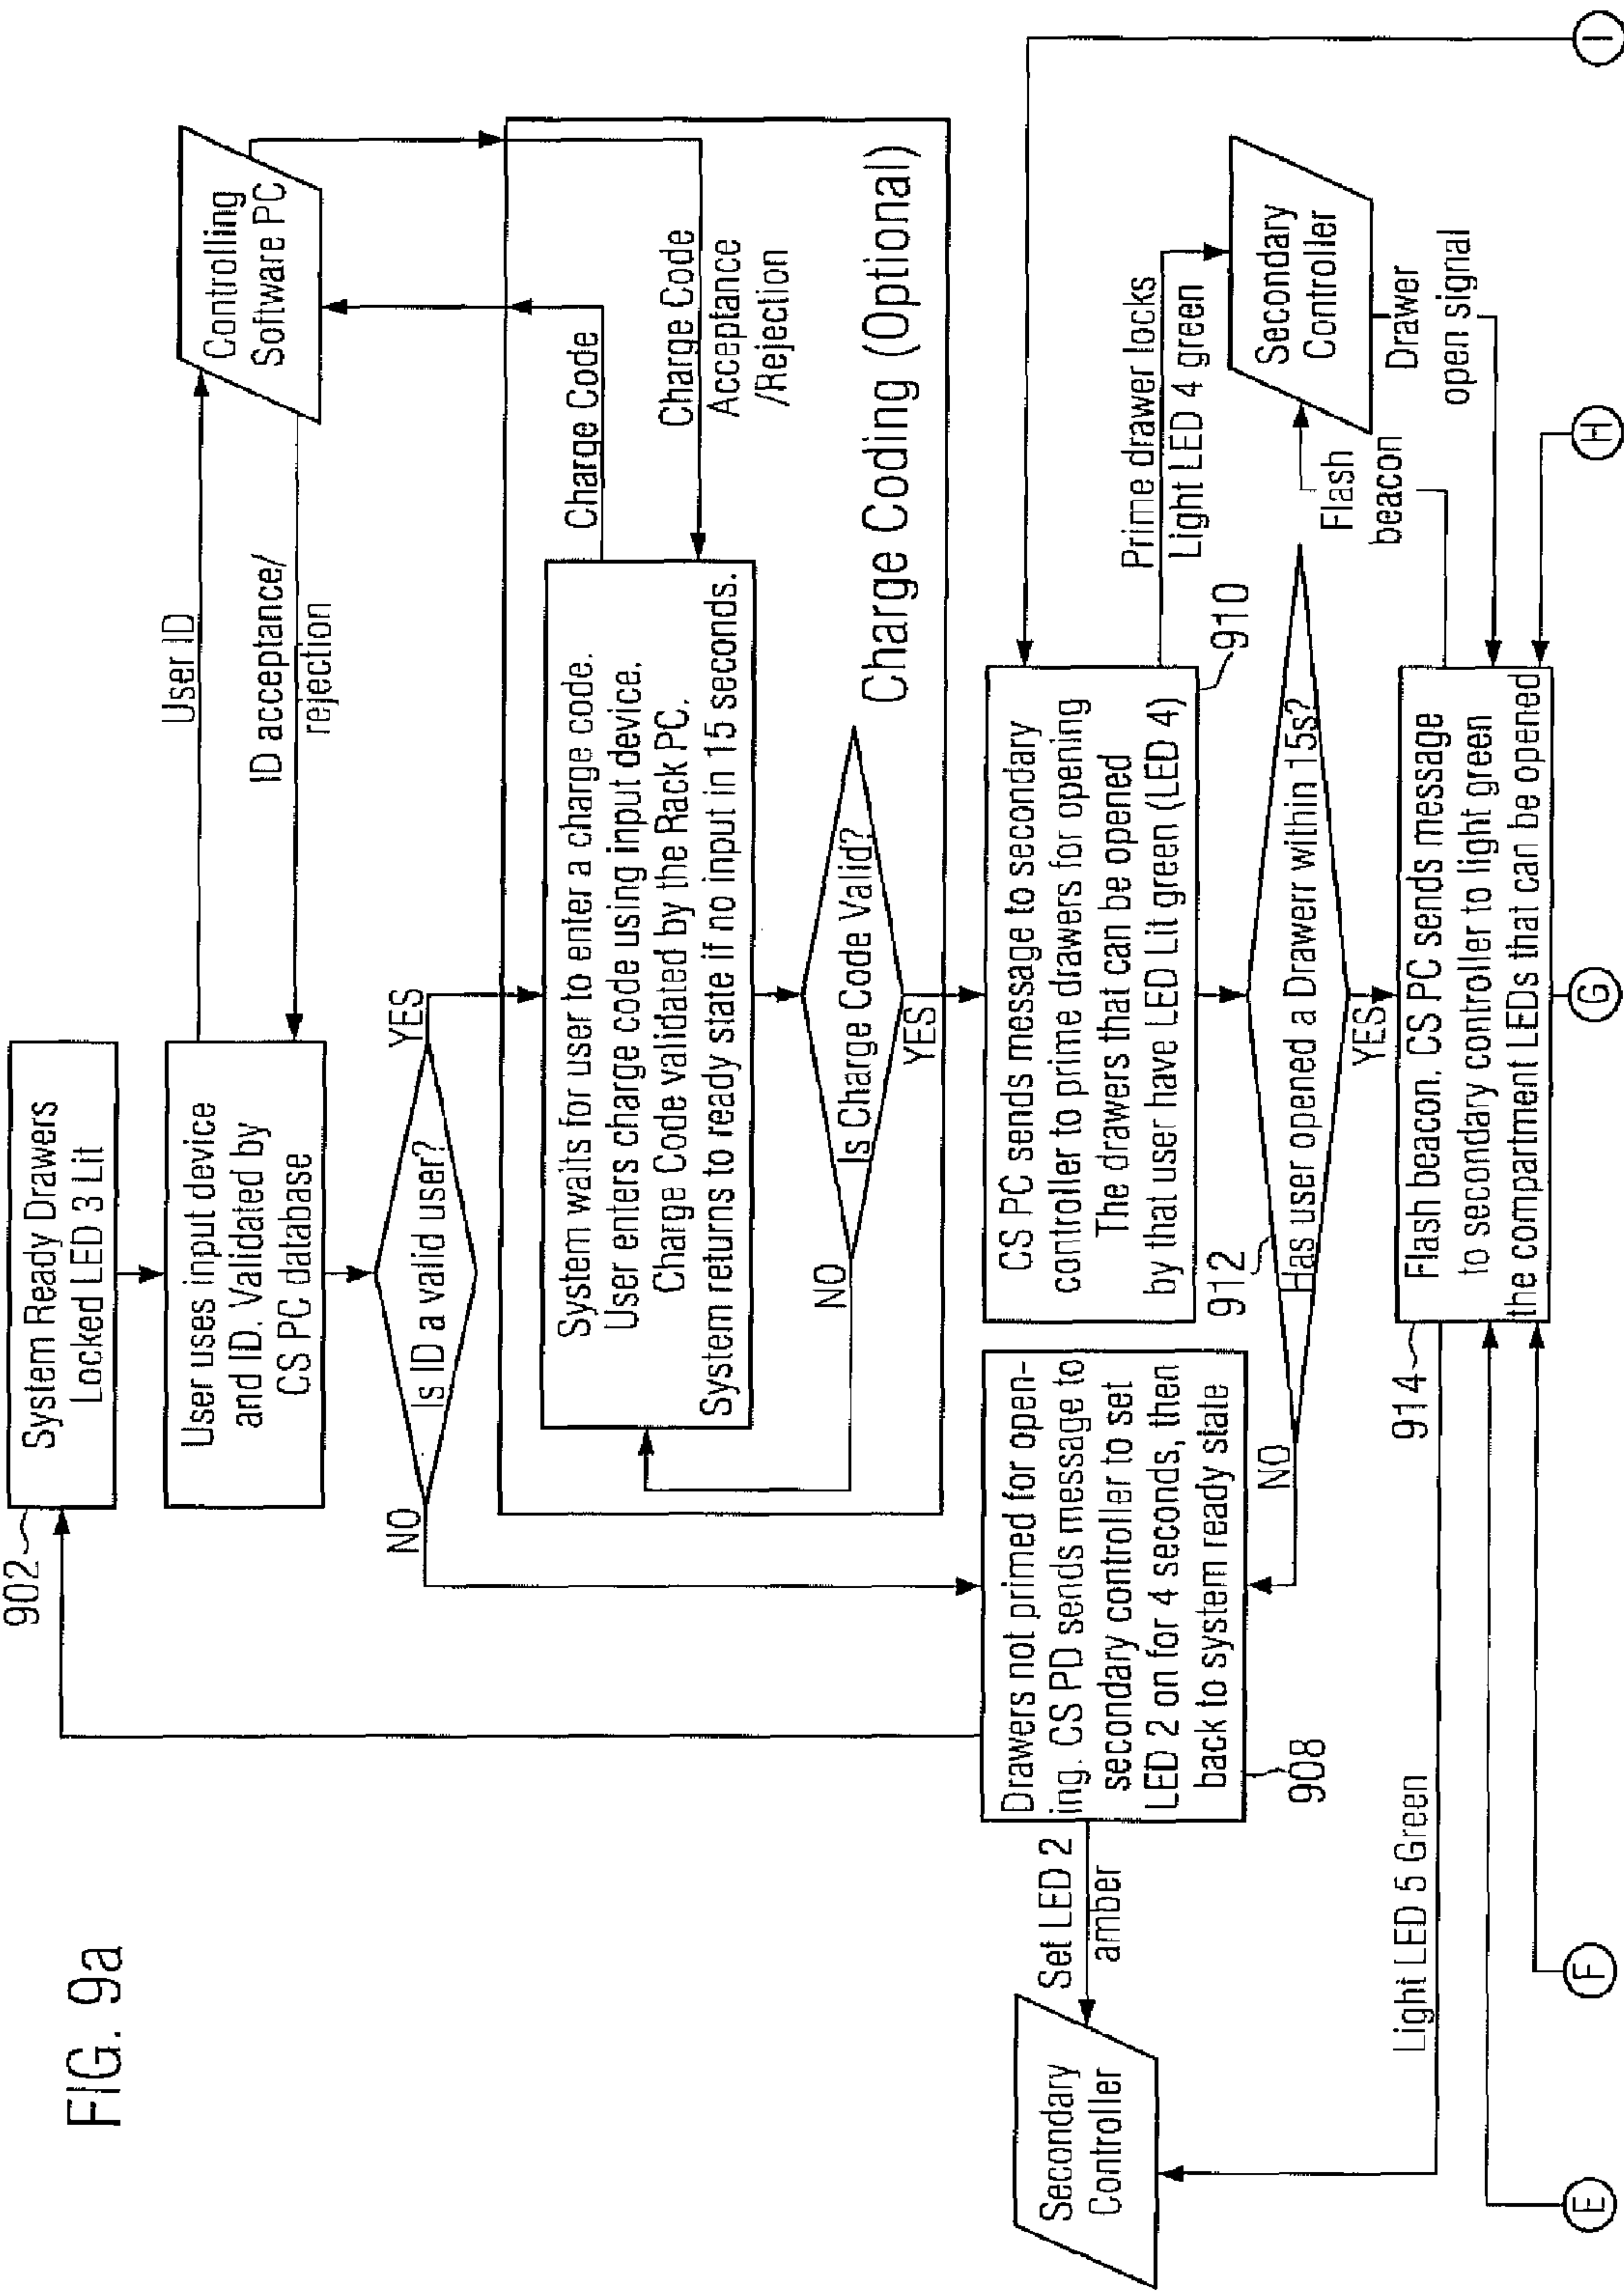 FIG. 9a
902
System Ready Drawers
Locked LED 3 Lit
User uses input device
and ID. Validated by
CS PC database
User ID
ID acceptance/
rejection
Controlling
Software PC
Is ID a valid user?
NO
YES
System waits for user to enter a charge code.
User enters charge code using input device.
Charge Code validated by the Rack PC.
System returns to ready state if no input in 15 seconds.
Charge Code
Charge Code
Acceptance
/Rejection
Is Charge Code Valid?
NO
YES
Charge Coding (Optional)
Drawers not primed for open-
ing. CS PD sends message to
secondary controller to set
LED 2 on for 4 seconds, then
back to system ready state
908
Set LED 2
amber
Secondary
Controller
CS PC sends message to secondary
controller to prime drawers for opening
The drawers that can be opened
by that user have LED Lit green (LED 4)
910
Prime drawer locks
Light LED 4 green
Secondary
Controller
912
Has user opened a Drawer within 15s?
NO
YES
Flash
beacon
Drawer
open signal
914
Flash beacon. CS PC sends message
to secondary controller to light green
the compartment LEDs that can be opened
Light LED 5 Green
E
F
G
H
I